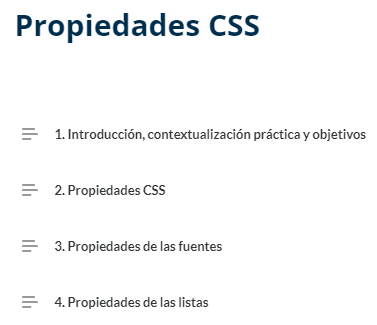 Propiedades CSS
1. Introducción, contextualización práctica y objetivos
2. Propiedades CSS
3. Propiedades de las fuentes
4. Propiedades de las listas